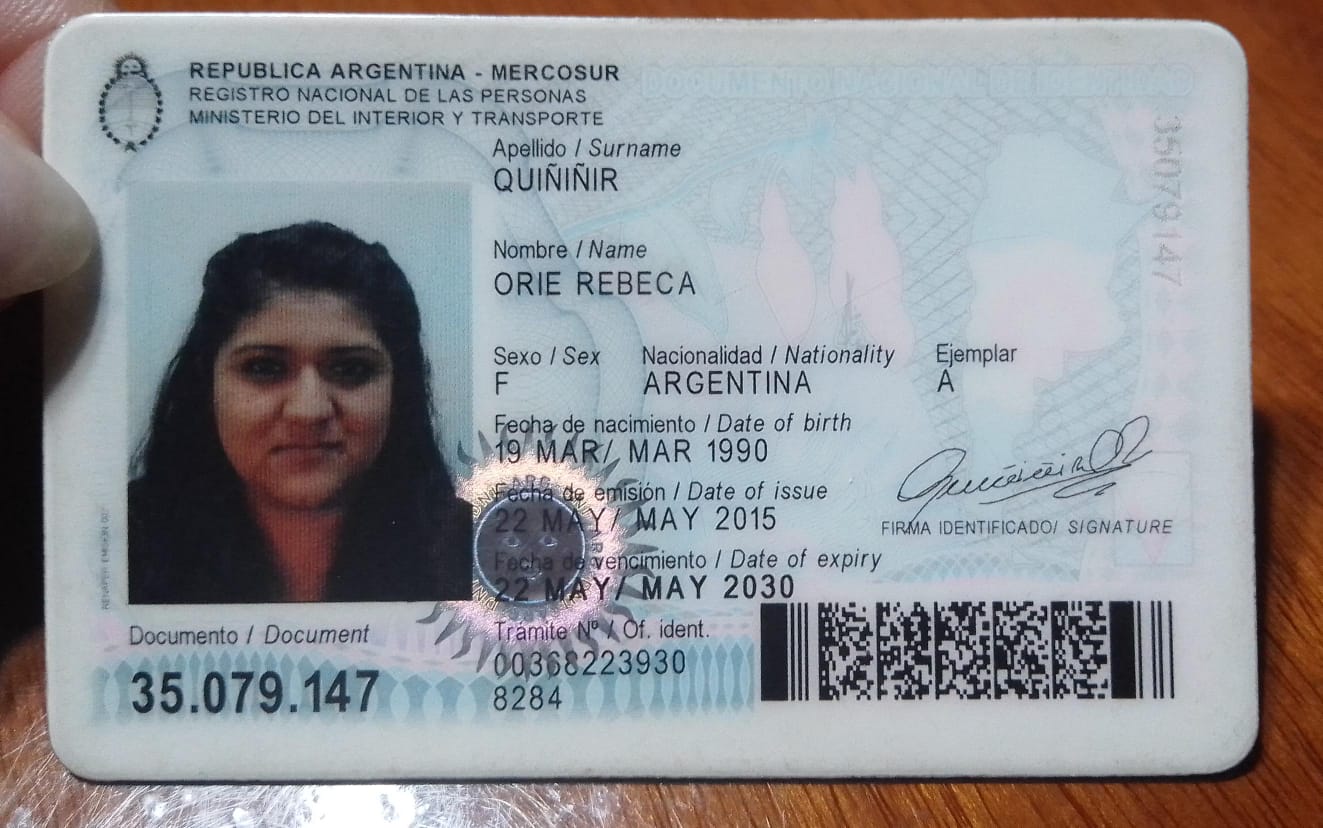 REPUBLICA ARGENTINA - MERCOSUR
REGISTRO NACIONAL DE LAS PERSONAS
MINISTERIO DEL INTERIOR Y TRANSPORTE
DOCUMENTO NACIONAL DE IDENTIDAD
Apellido / Surname
QUIÑIÑIR
Nombre / Name
ORIE REBECA
Sexo / Sex Nacionalidad / Nationality Ejemplar
F ARGENTINA A
Fecha de nacimiento / Date of birth
19 MAR/ MAR 1990
Fecha de emisión / Date of issue
22 MAY/ MAY 2015
FIRMA IDENTIFICADO/ SIGNATURE
Fecha de vencimiento / Date of expiry
22 MAY/ MAY 2030
Documento / Document
35.079.147
Trámite Nº / Of. ident.
00368223930
8284
35079147